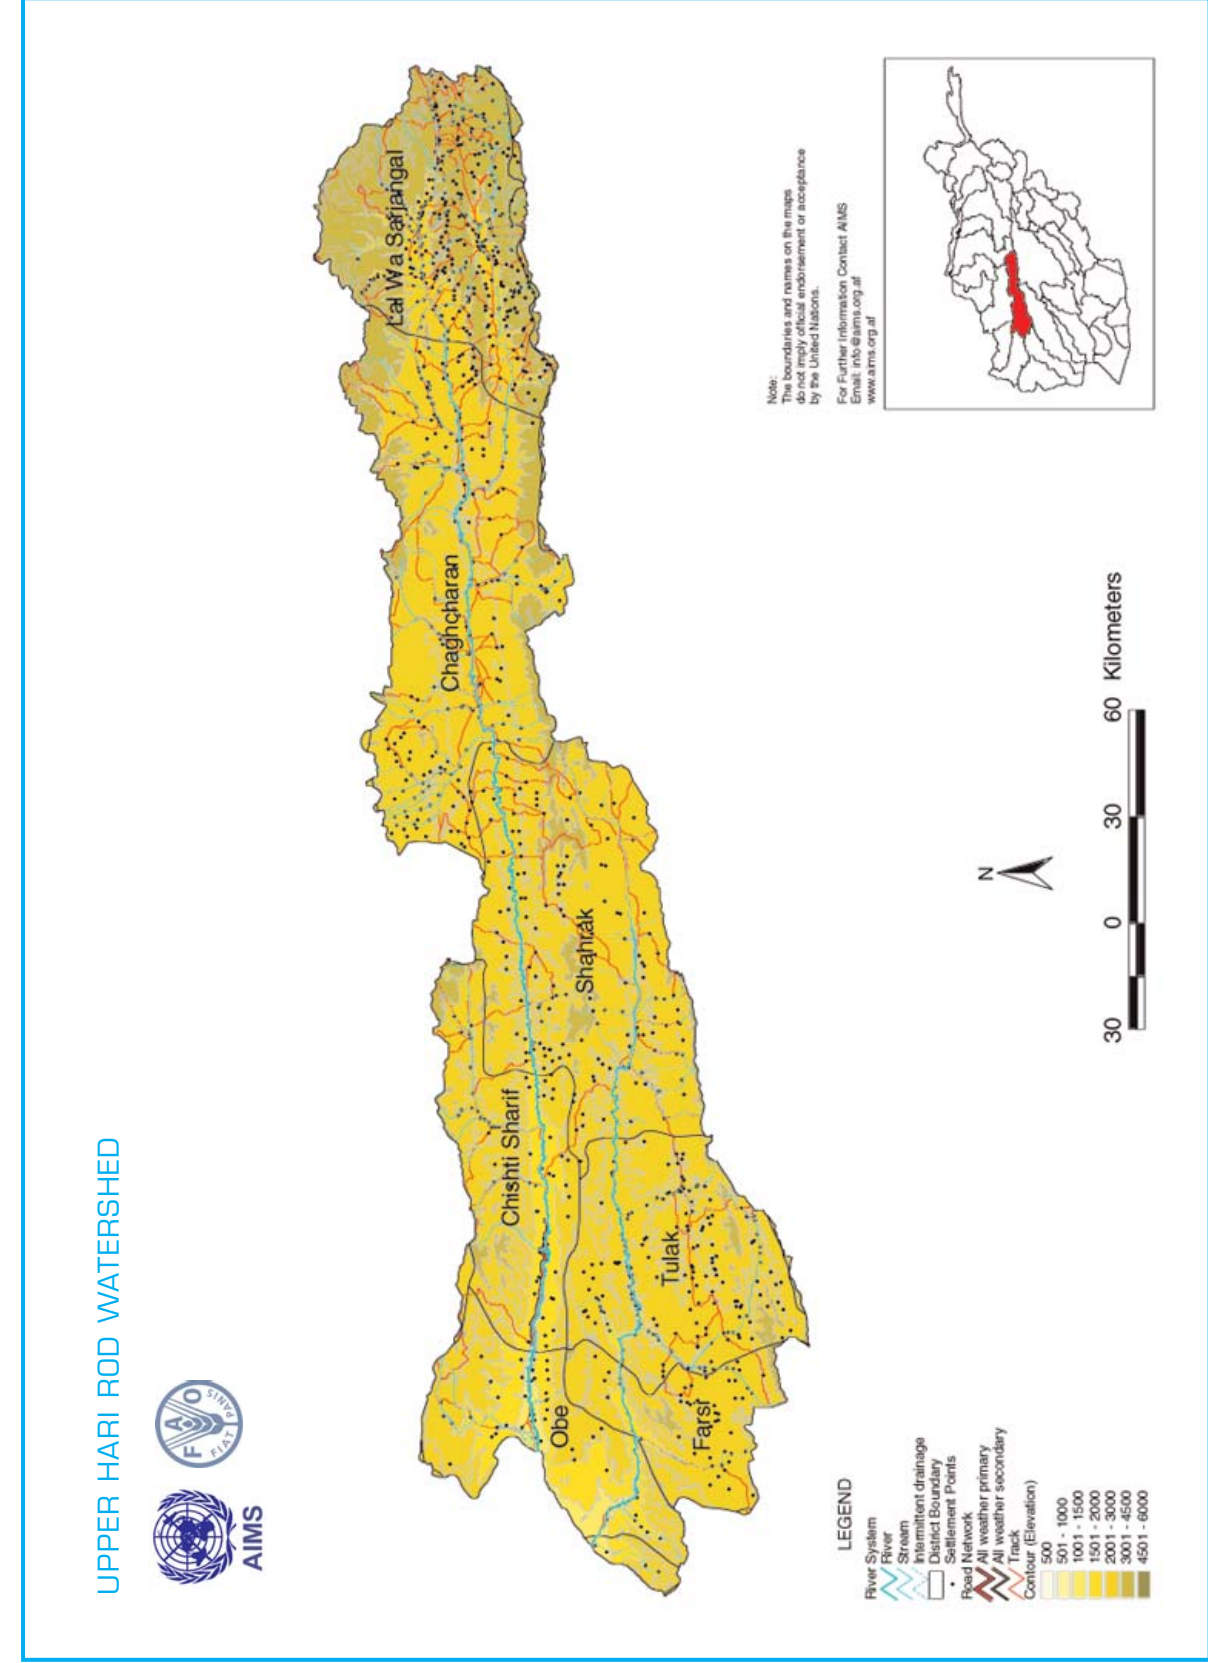 UPPER HARI ROD WATERSHED
AIMS
F A O
FIAT PANIS
Lal Wa Sarjangal
Chaghcharan
Shahrak
Chishti Sharif
Tulak
Obe
Farsi
Note:
The boundaries and names on the maps
do not imply official endorsement or acceptance
by the United Nations.
For Further Information Contact AIMS
Email: info@aims.org.af
www.aims.org.af
N
30 0 30 60 Kilometers
LEGEND
River System
River
Stream
Intermittent drainage
District Boundary
Settlement Points
Road Network
All weather primary
All weather secondary
Track
Contour (Elevation)
500
501 - 1000
1001 - 1500
1501 - 2000
2001 - 3000
3001 - 4500
4501 - 6000